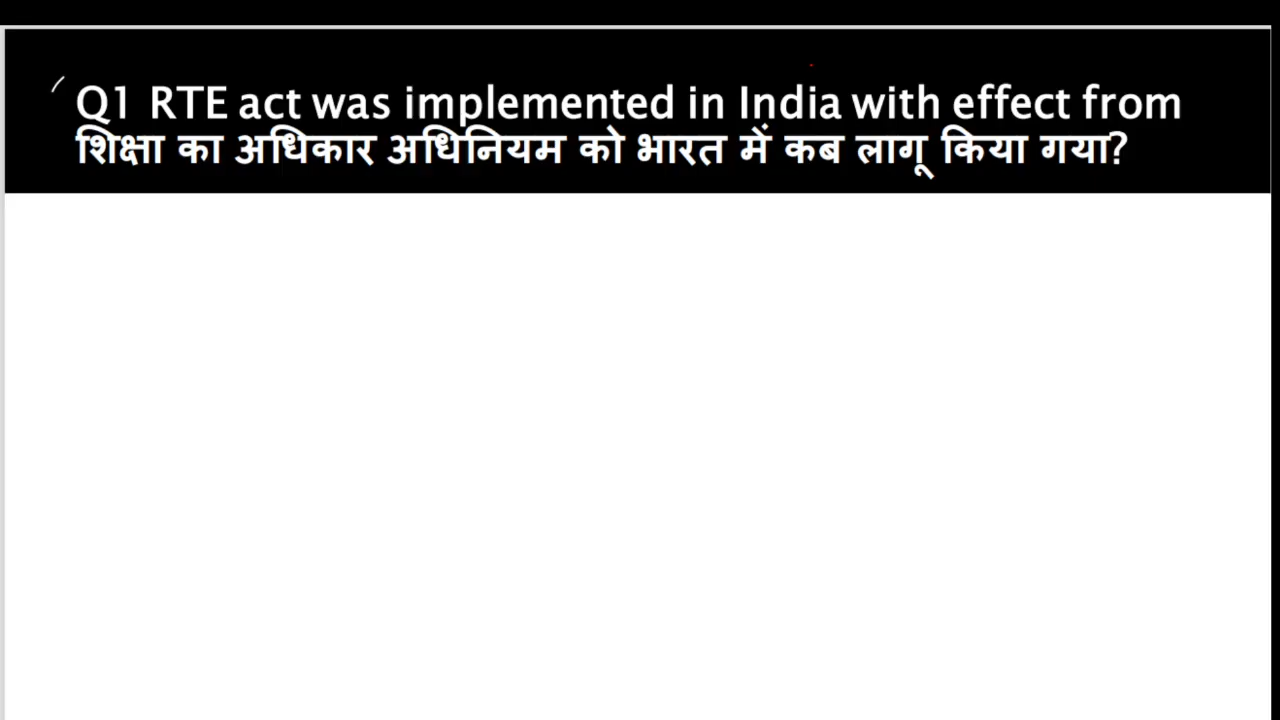 Q1 RTE act was implemented in India with effect from
शिक्षा का अधिकार अधिनियम को भारत में कब लागू किया गया?